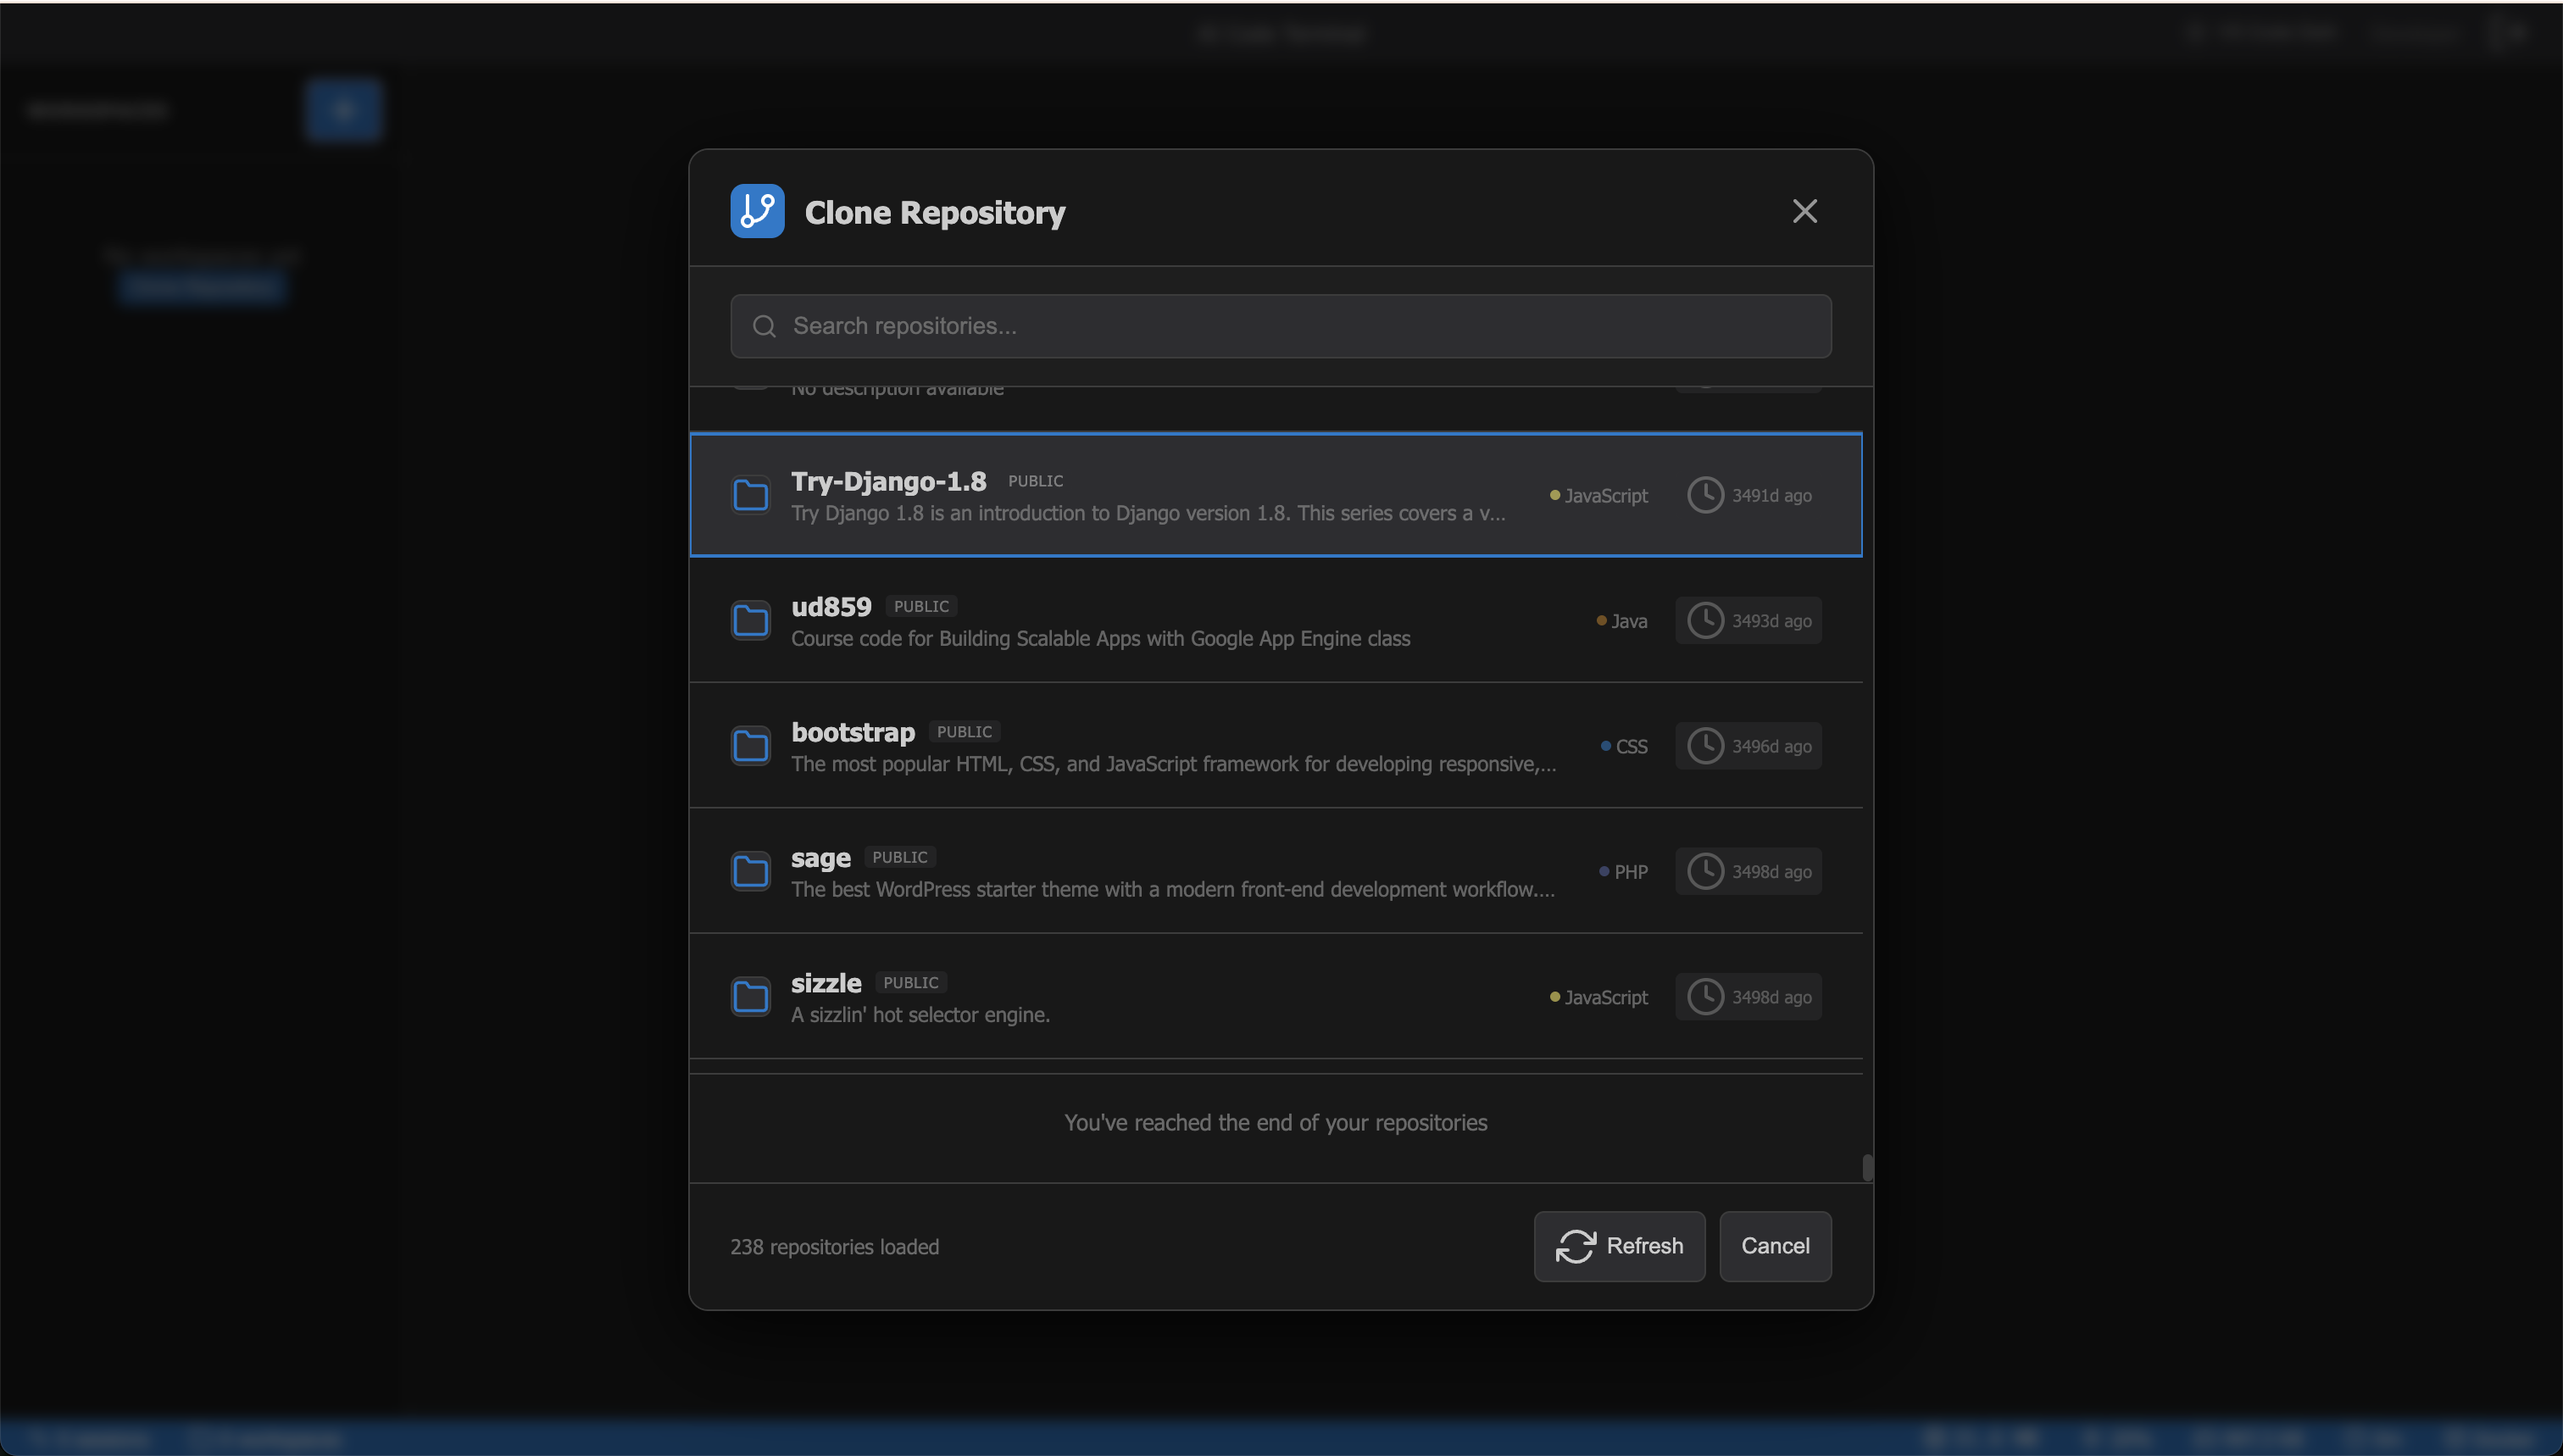 Clone Repository
Search repositories...
No description available
Try-Django-1.8 PUBLIC
Try Django 1.8 is an introduction to Django version 1.8. This series covers a v...
JavaScript 3491d ago
ud859 PUBLIC
Course code for Building Scalable Apps with Google App Engine class
Java 3493d ago
bootstrap PUBLIC
The most popular HTML, CSS, and JavaScript framework for developing responsive,...
CSS 3496d ago
sage PUBLIC
The best WordPress starter theme with a modern front-end development workflow....
PHP 3498d ago
sizzle PUBLIC
A sizzlin' hot selector engine.
JavaScript 3498d ago
You've reached the end of your repositories
238 repositories loaded
Refresh
Cancel